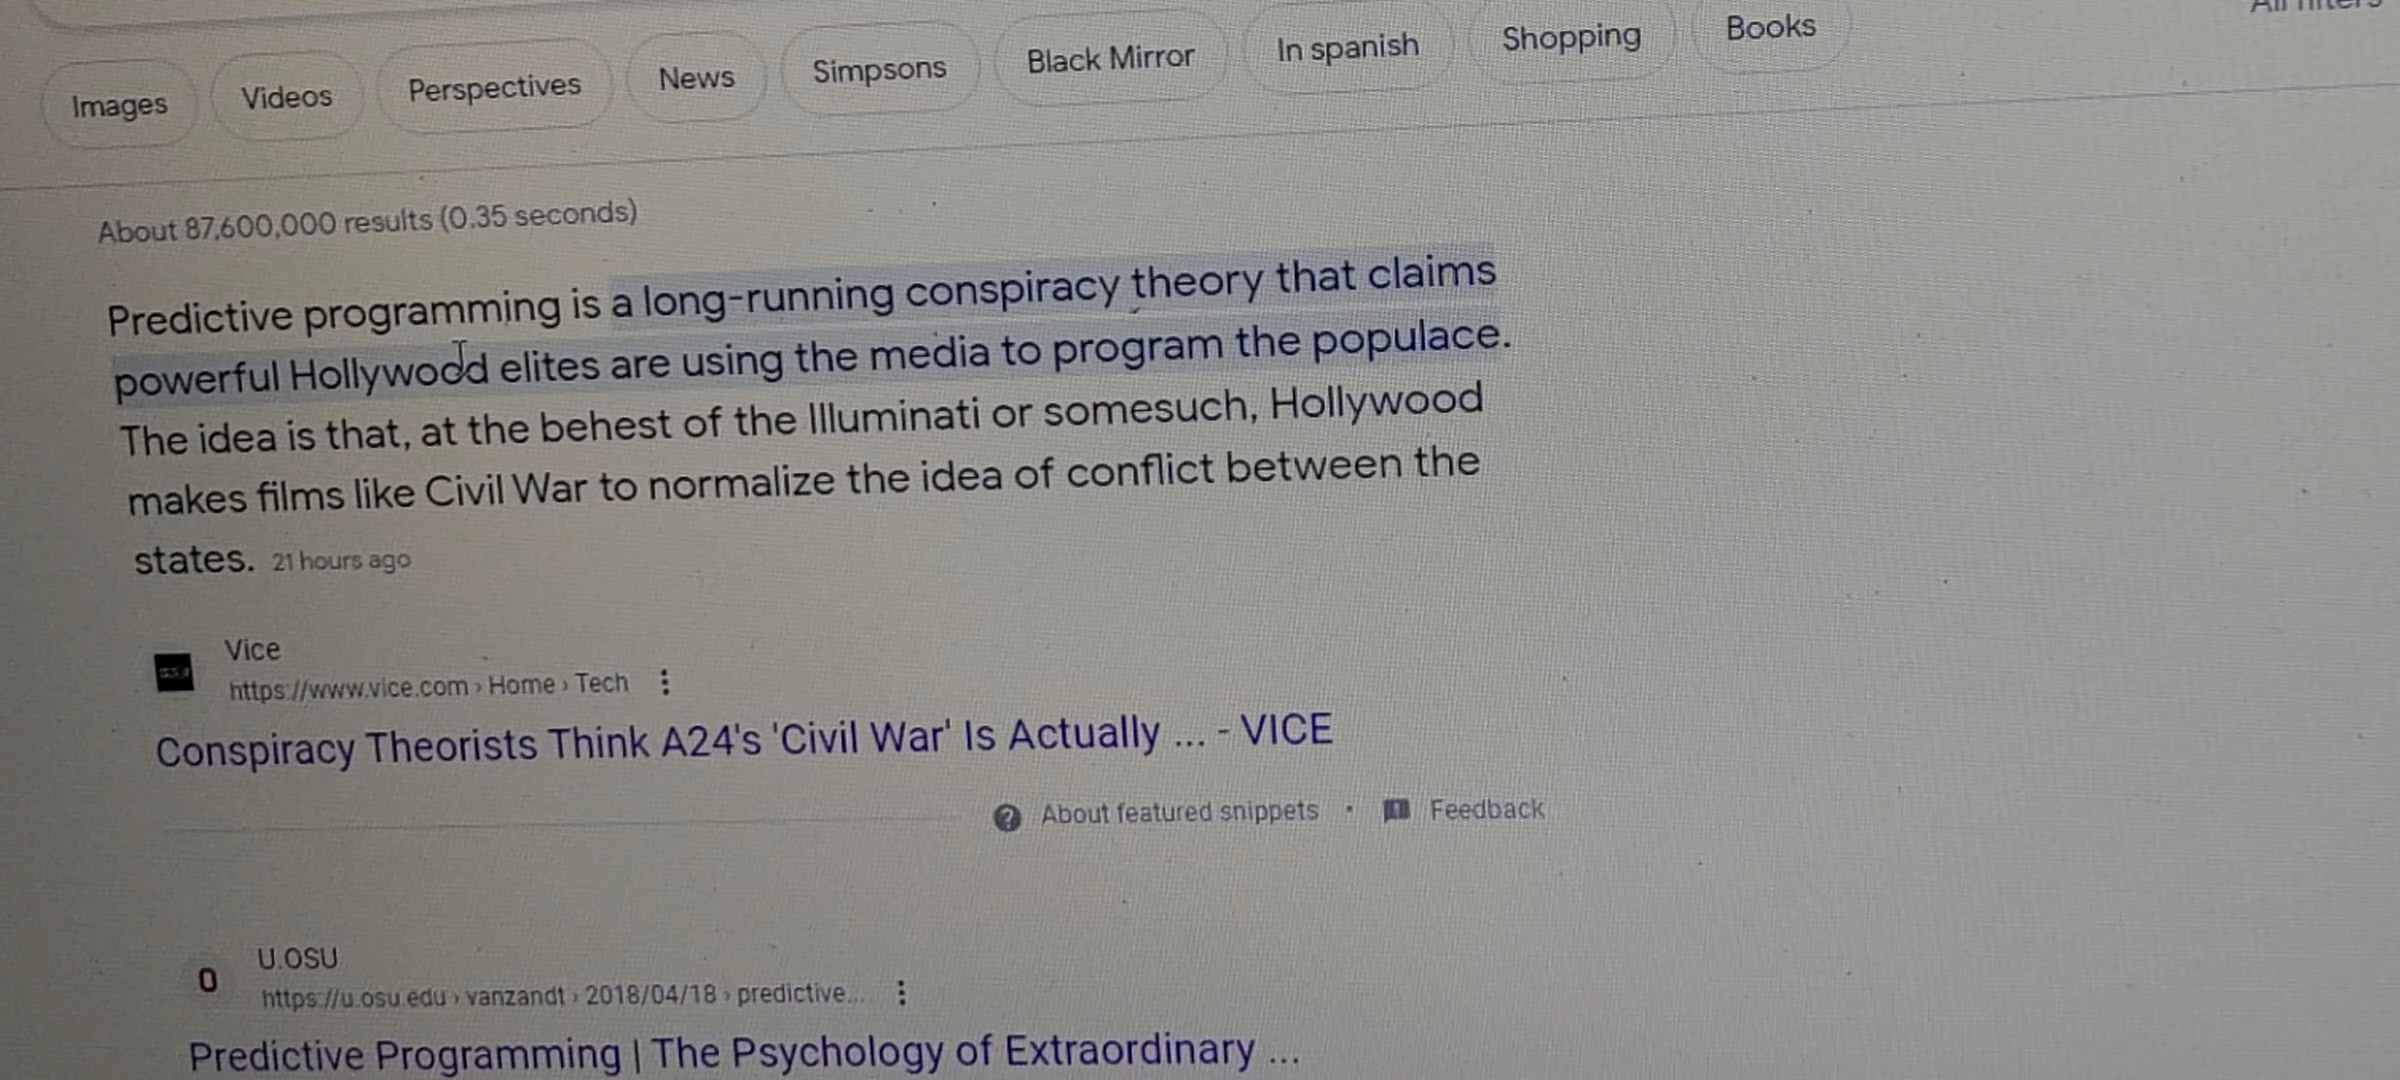 All filters
Images Videos Perspectives News Simpsons Black Mirror In spanish Shopping Books
About 87,600,000 results (0.35 seconds)
Predictive programming is a long-running conspiracy theory that claims
powerful Hollywood elites are using the media to program the populace.
The idea is that, at the behest of the Illuminati or somesuch, Hollywood
makes films like Civil War to normalize the idea of conflict between the
states. 21 hours ago
Vice
https://www.vice.com › Home › Tech
Conspiracy Theorists Think A24's 'Civil War' Is Actually ... - VICE
About featured snippets • Feedback
U.OSU
https://u.osu.edu › vanzandt › 2018/04/18 › predictive...
Predictive Programming | The Psychology of Extraordinary ...